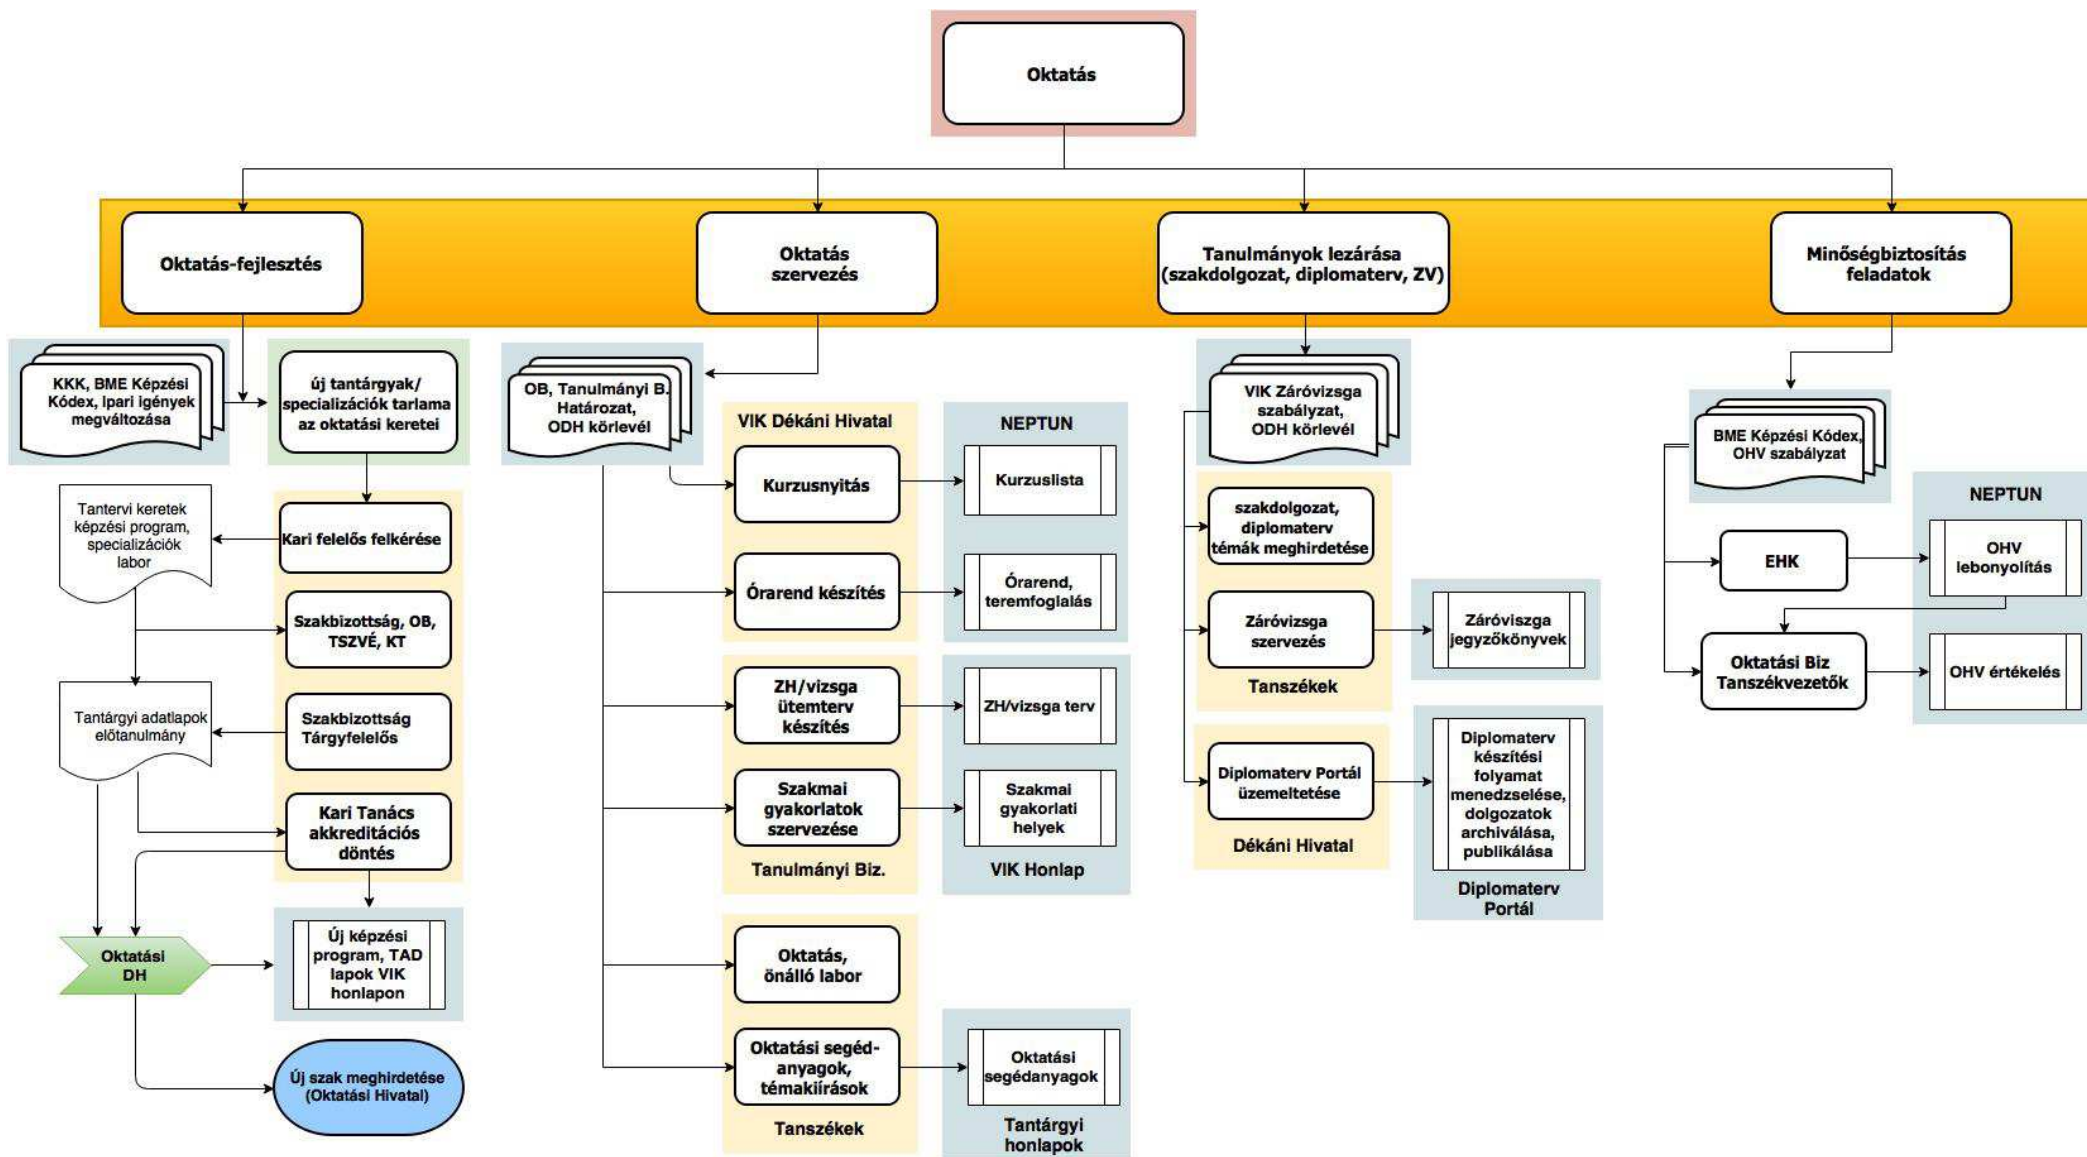 Oktatás
Oktatás-fejlesztés
Oktatás
szervezés
Tanulmányok lezárása
(szakdolgozat, diplomaterv, ZV)
Minőségbiztosítás
feladatok
KKK, BME Képzési
Kódex, Ipari igények
megváltozása
új tantárgyak/
specializációk tarlama
az oktatási keretei
Tantervi keretek
képzési program,
specializációk
labor
Kari felelős felkérése
Szakbizottság, OB,
TSZVÉ, KT
Tantárgyi adatlapok
előtanulmány
Szakbizottság
Tárgyfelelős
Kari Tanács
akkreditációs
döntés
Oktatási
DH
Új képzési
program, TAD
lapok VIK
honlapon
Új szak meghirdetése
(Oktatási Hivatal)
OB, Tanulmányi B.
Határozat,
ODH körlevél
VIK Dékáni Hivatal
NEPTUN
Kurzusnyitás
Kurzuslista
Órarend készítés
Órarend,
teremfoglalás
ZH/vizsga
ütemterv
készítés
ZH/vizsga terv
Szakmai
gyakorlatok
szervezése
Szakmai
gyakorlati
helyek
Tanulmányi Biz.
VIK Honlap
Oktatás,
önálló labor
Oktatási segéd-
anyagok,
témakiírások
Oktatási
segédanyagok
Tanszékek
Tantárgyi
honlapok
VIK Záróvizsga
szabályzat,
ODH körlevél
szakdolgozat,
diplomaterv
témák meghirdetése
Záróvizsga
szervezés
Záróviszga
jegyzőkönyvek
Tanszékek
Diplomaterv Portál
üzemeltetése
Dékáni Hivatal
Diplomaterv
készítési
folyamat
menedzselése,
dolgozatok
archiválása,
publikálása
Diplomaterv
Portál
BME Képzési Kódex,
OHV szabályzat
NEPTUN
EHK
OHV
lebonyolítás
Oktatási Biz
Tanszékvezetők
OHV értékelés